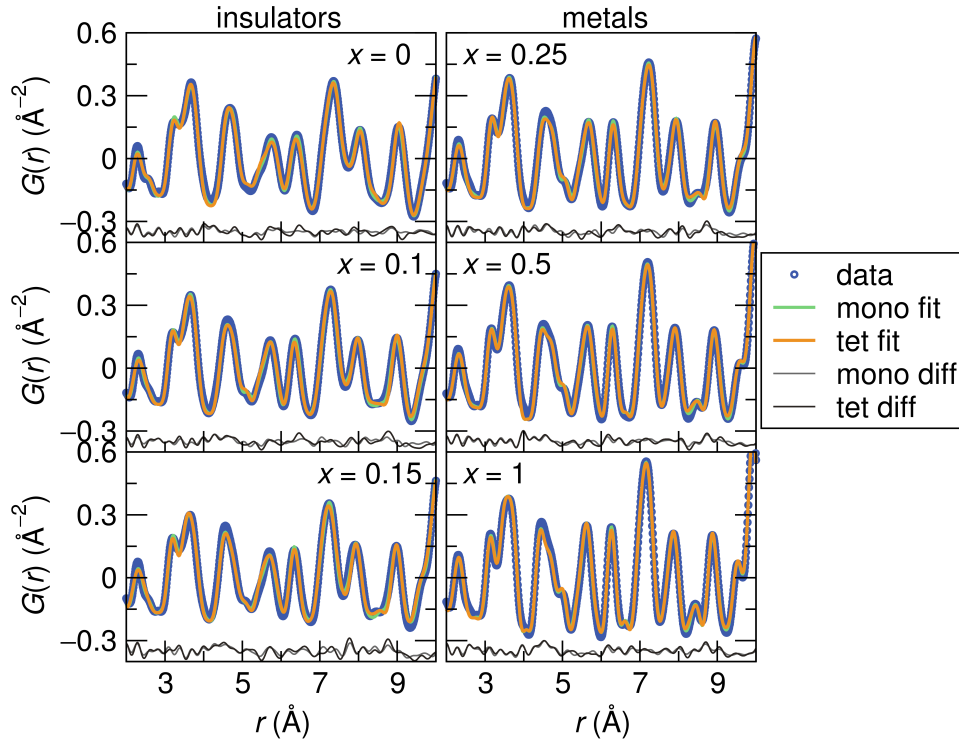 insulators metals
0.6
x = 0 x = 0.25
0.3
G(r) (Å⁻²)
0
−0.3
0.6
x = 0.1 x = 0.5
0.3
G(r) (Å⁻²)
0
−0.3
0.6
x = 0.15 x = 1
0.3
G(r) (Å⁻²)
0
−0.3
3 5 7 9 3 5 7 9
r (Å) r (Å)
data
mono fit
tet fit
mono diff
tet diff